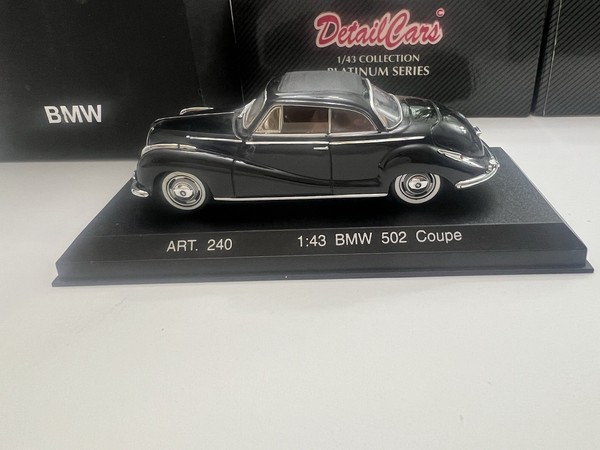 DetailCars
1/43 COLLECTION
PLATINUM SERIES
BMW
ART. 240 1:43 BMW 502 Coupe